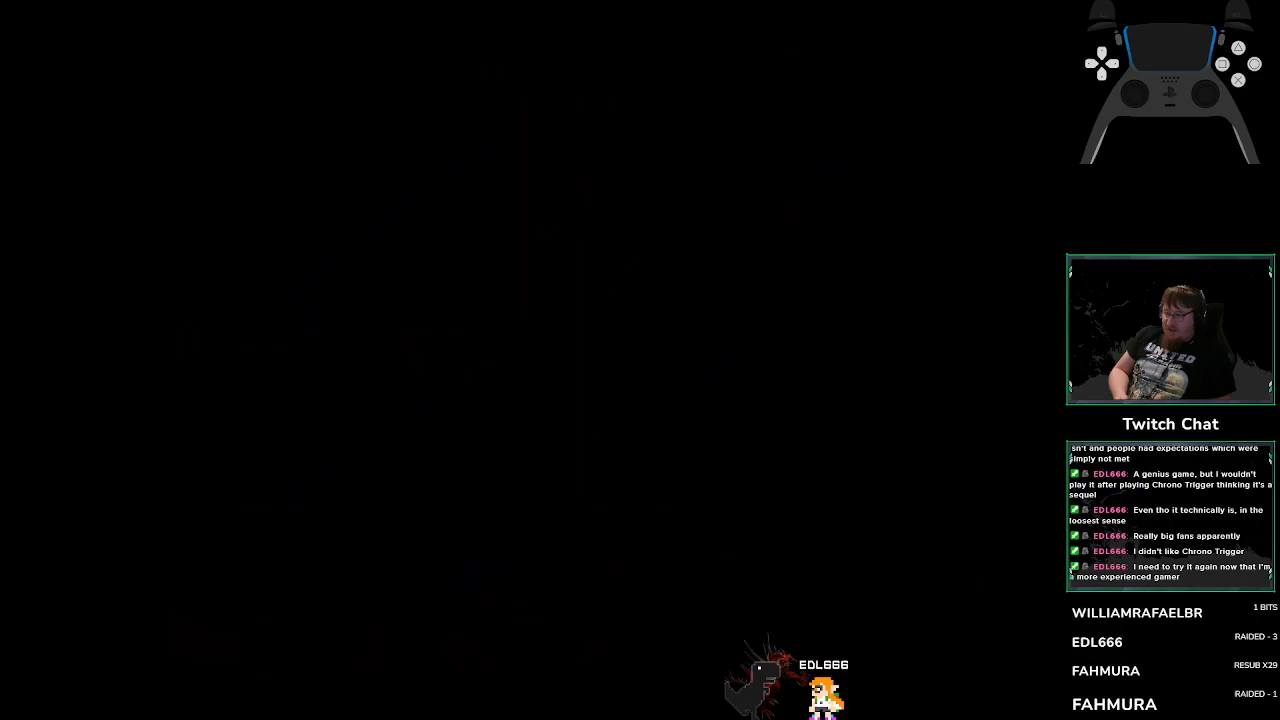 UNITED
Twitch Chat
sn't and people had expectations which were
simply not met
EDL666: A genius game, but I wouldn't
play it after playing Chrono Trigger thinking it's a
sequel
EDL666: Even tho it technically is, in the
loosest sense
EDL666: Really big fans apparently
EDL666: I didn't like Chrono Trigger
EDL666: I need to try it again now that I'm
a more experienced gamer
WILLIAMRAFAELBR 1 BITS
EDL666 RAIDED - 3
FAHMURA RESUB X29
FAHMURA RAIDED - 1
EDL666